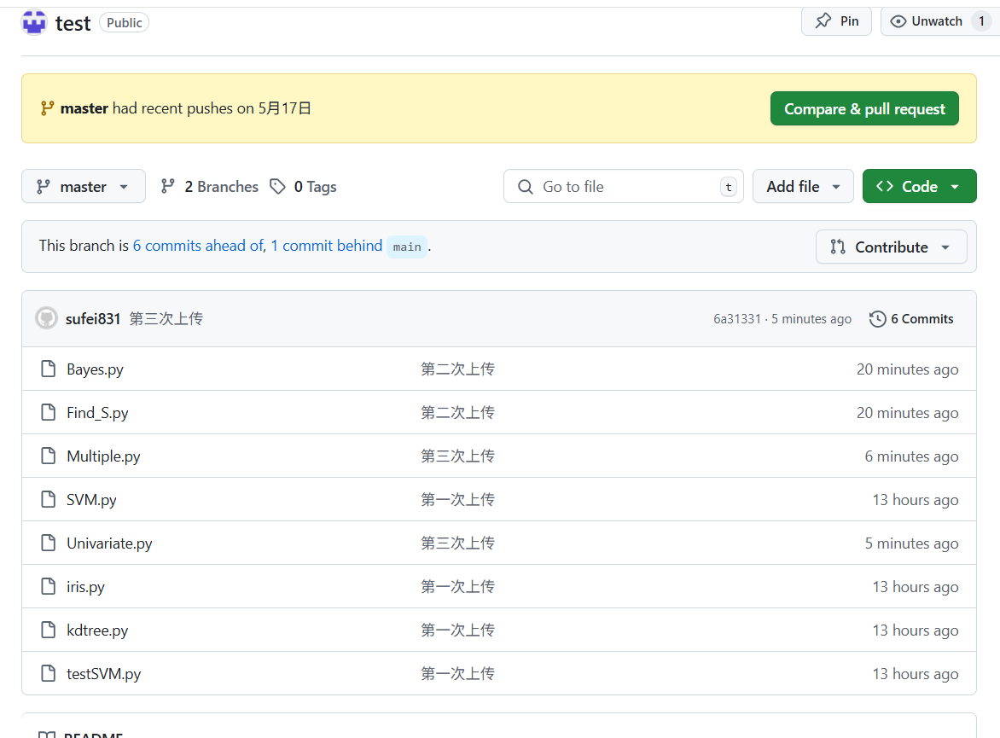 test Public Pin Unwatch 1
master had recent pushes on 5月17日 Compare & pull request
master 2 Branches 0 Tags Go to file t Add file Code
This branch is 6 commits ahead of, 1 commit behind main . Contribute
sufei831 第三次上传 6a31331 · 5 minutes ago 6 Commits
Bayes.py 第二次上传 20 minutes ago
Find_S.py 第二次上传 20 minutes ago
Multiple.py 第三次上传 6 minutes ago
SVM.py 第一次上传 13 hours ago
Univariate.py 第三次上传 5 minutes ago
iris.py 第一次上传 13 hours ago
kdtree.py 第一次上传 13 hours ago
testSVM.py 第一次上传 13 hours ago
README